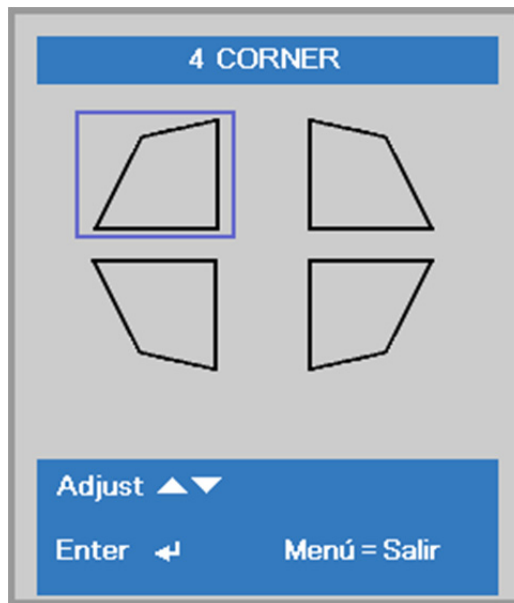 4 CORNER
Adjust ▲▼
Enter ↵
Menú = Salir